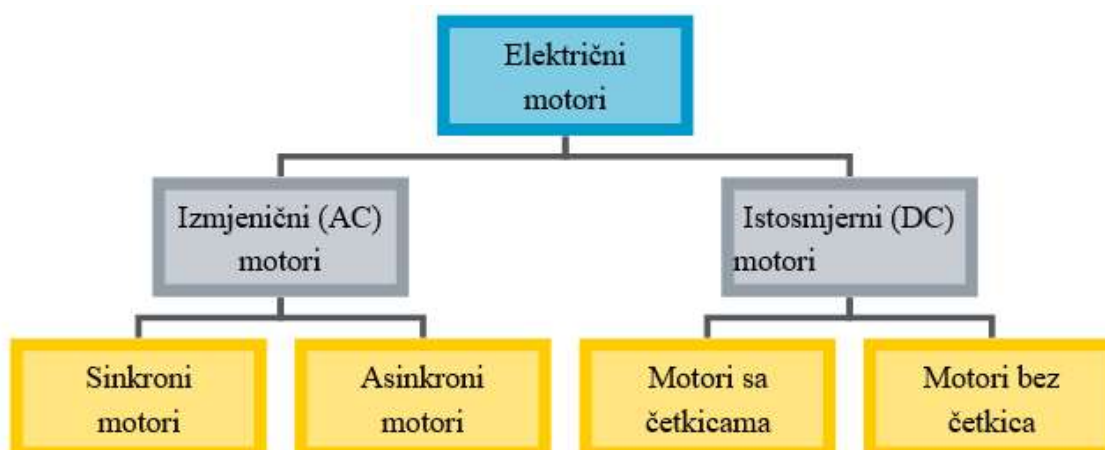 Električni
motori
Izmjenični (AC)
motori
Istosmjerni (DC)
motori
Sinkroni
motori
Asinkroni
motori
Motori sa
četkicama
Motori bez
četkica